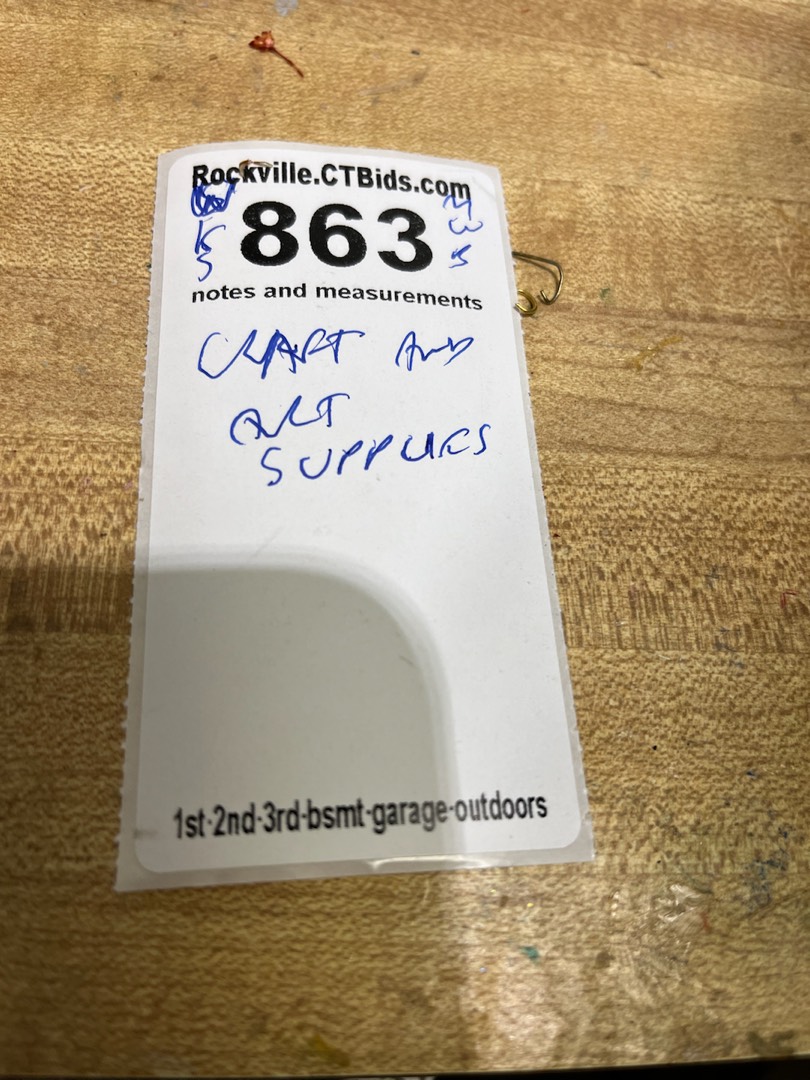 Rockville.CTBids.com
863
K
S
notes and measurements
CRAFT AND
ART
SUPPLIES
1st-2nd-3rd-bsmt-garage-outdoors